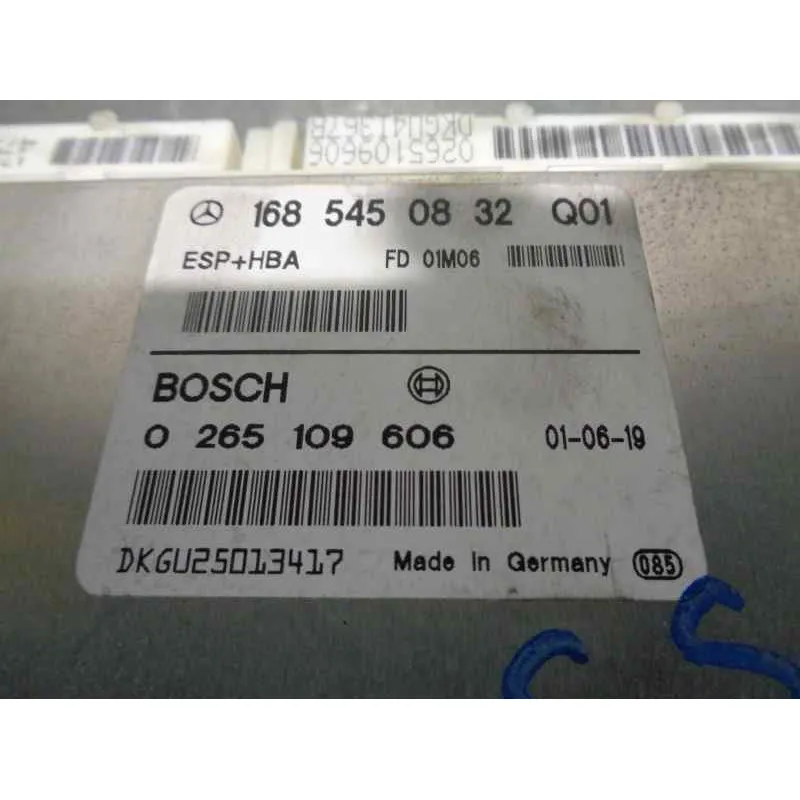 0265109606
168 545 08 32 Q01
ESP+HBA FD 01M06
BOSCH
0 265 109 606 01-06-19
DKGU25013417 Made in Germany 085